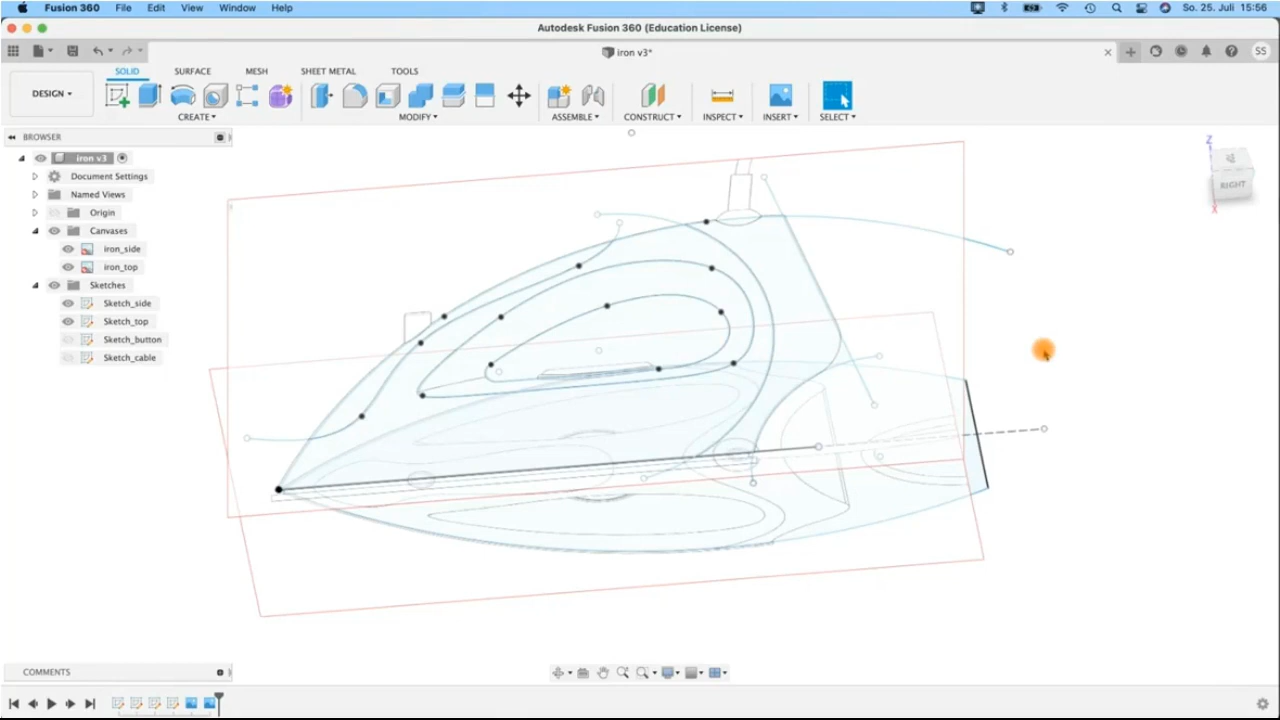 Fusion 360 File Edit View Window Help So. 25. Juli 15:56
Autodesk Fusion 360 (Education License)
iron v3*
SS
DESIGN
SOLID SURFACE MESH SHEET METAL TOOLS
CREATE MODIFY ASSEMBLE CONSTRUCT INSPECT INSERT SELECT
BROWSER
iron v3
Document Settings
Named Views
Origin
Canvases
iron_side
iron_top
Sketches
Sketch_side
Sketch_top
Sketch_button
Sketch_cable
Z
RIGHT
X
COMMENTS